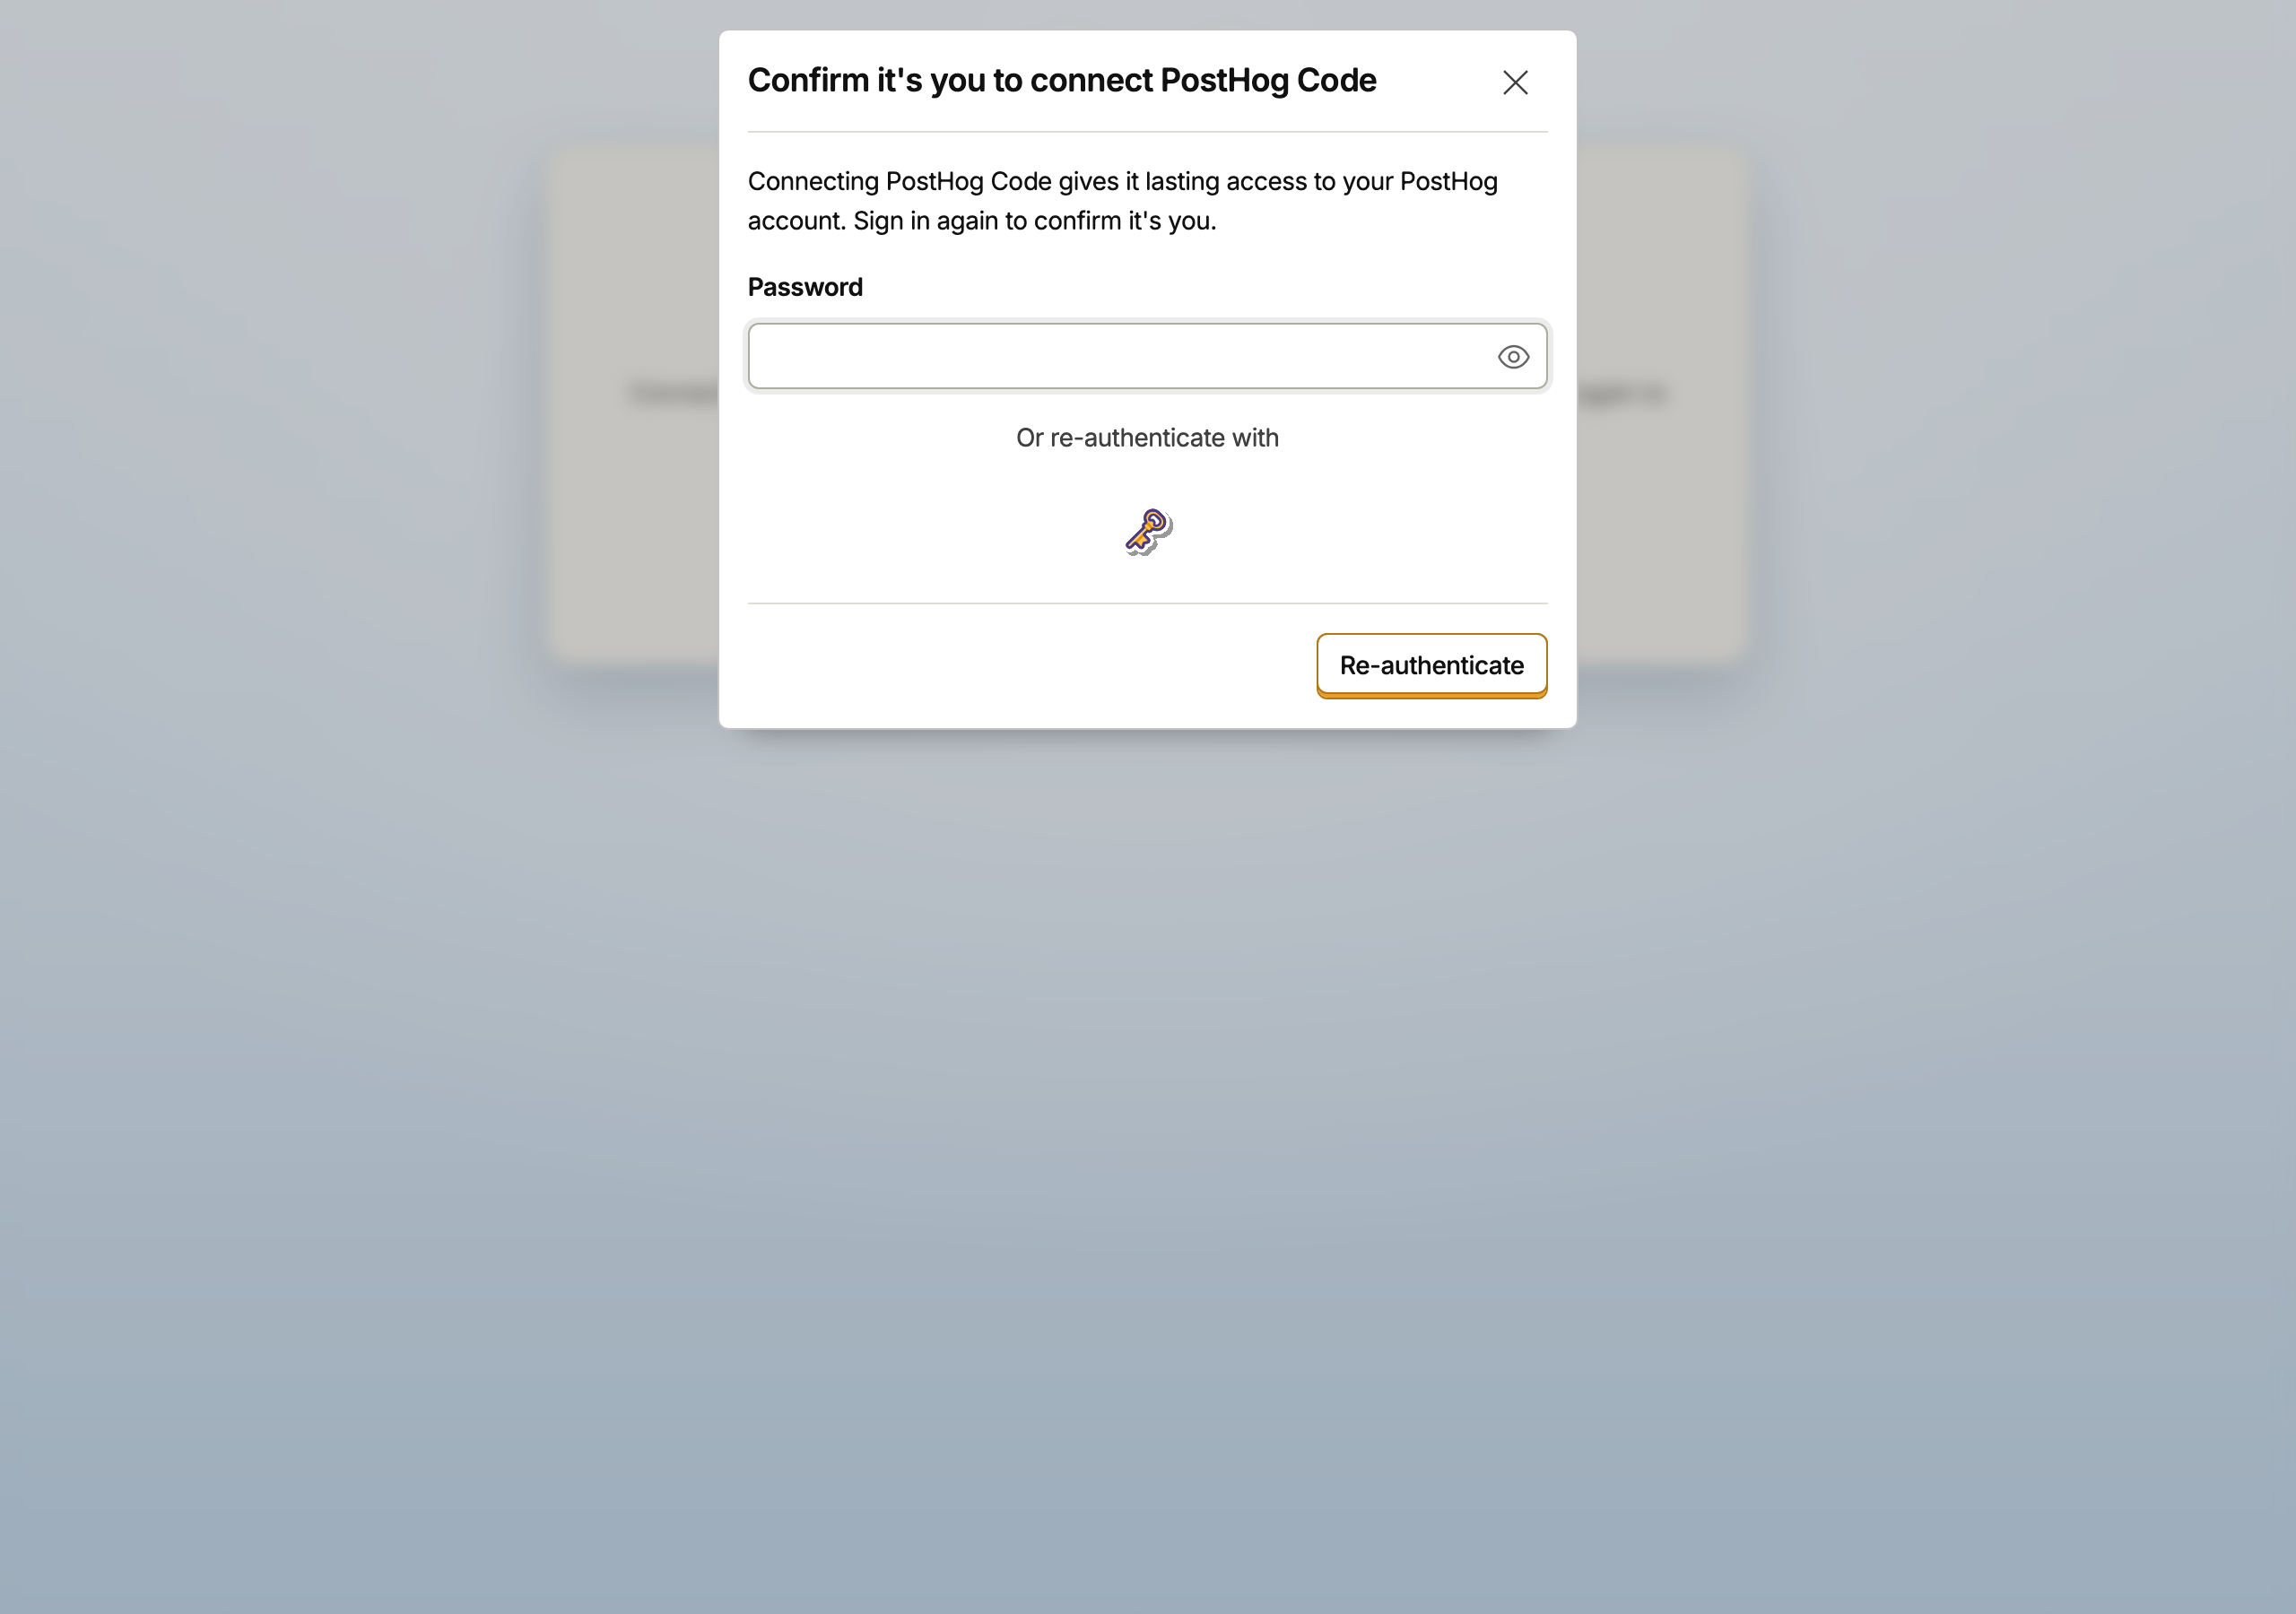 Confirm it's you to connect PostHog Code
Connecting PostHog Code gives it lasting access to your PostHog
account. Sign in again to confirm it's you.
Password
Or re-authenticate with
Re-authenticate